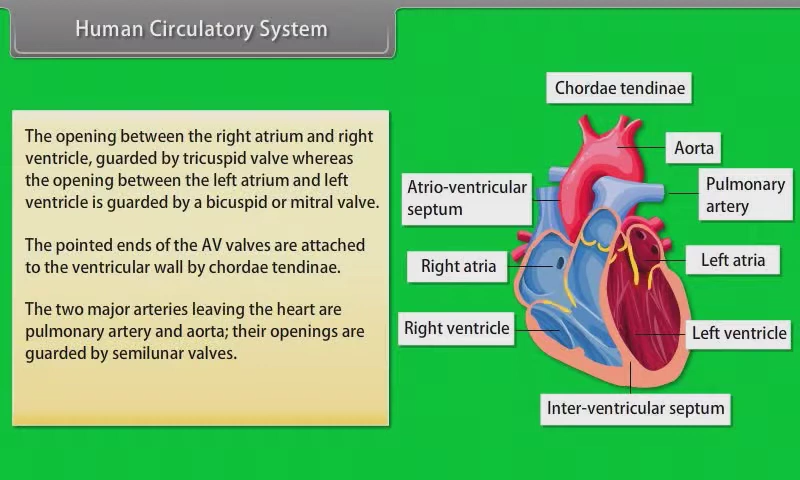 Human Circulatory System
The opening between the right atrium and right
ventricle, guarded by tricuspid valve whereas
the opening between the left atrium and left
ventricle is guarded by a bicuspid or mitral valve.
The pointed ends of the AV valves are attached
to the ventricular wall by chordae tendinae.
The two major arteries leaving the heart are
pulmonary artery and aorta; their openings are
guarded by semilunar valves.
Chordae tendinae
Aorta
Pulmonary
artery
Atrio-ventricular
septum
Left atria
Right atria
Right ventricle
Left ventricle
Inter-ventricular septum